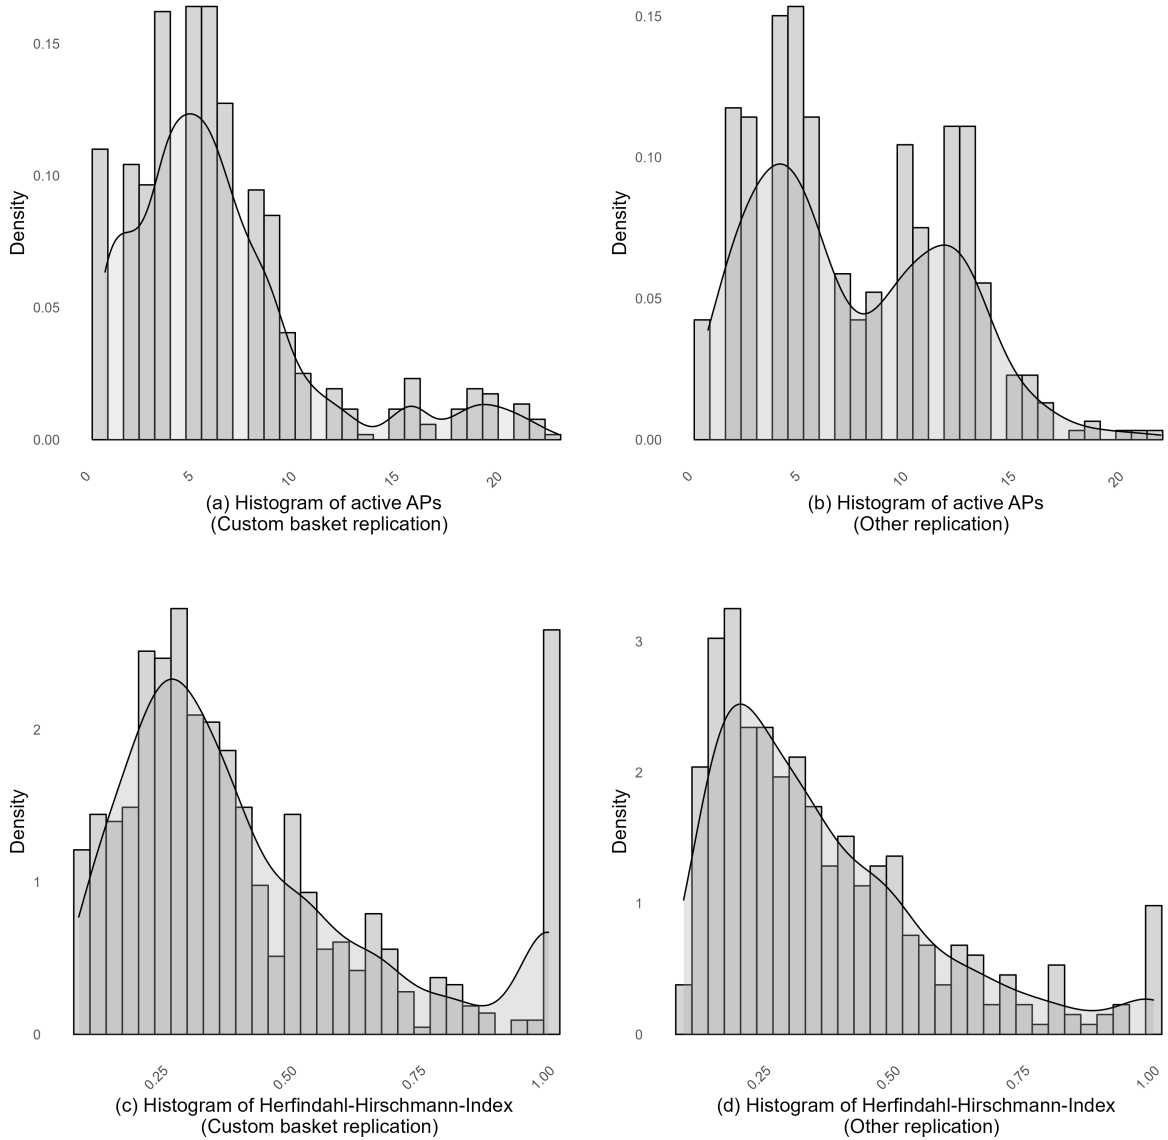 0.15
0.10
0.05
0.00
Density
0
5
10
15
20
(a) Histogram of active APs
(Custom basket replication)
0.15
0.10
0.05
0.00
Density
0
5
10
15
20
(b) Histogram of active APs
(Other replication)
2
1
0
Density
0.25
0.50
0.75
1.00
(c) Histogram of Herfindahl-Hirschmann-Index
(Custom basket replication)
3
2
1
0
Density
0.25
0.50
0.75
1.00
(d) Histogram of Herfindahl-Hirschmann-Index
(Other replication)